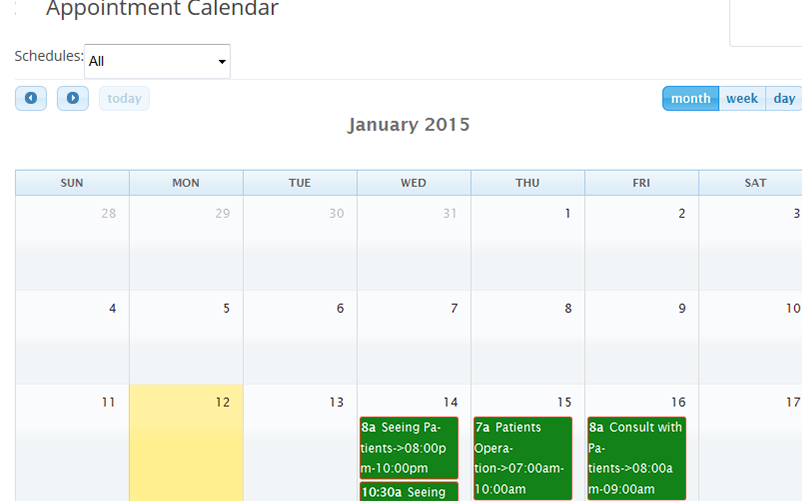 Appointment Calendar
Schedules: All
today
month week day
January 2015
SUN MON TUE WED THU FRI SAT
28 29 30 31 1 2 3
4 5 6 7 8 9 10
11 12 13 14 15 16 17
8a Seeing Pa-
tients->08:00p
m-10:00pm
10:30a Seeing
7a Patients
Opera-
tion->07:00am-
10:00am
8a Consult with
Pa-
tients->08:00a
m-09:00am